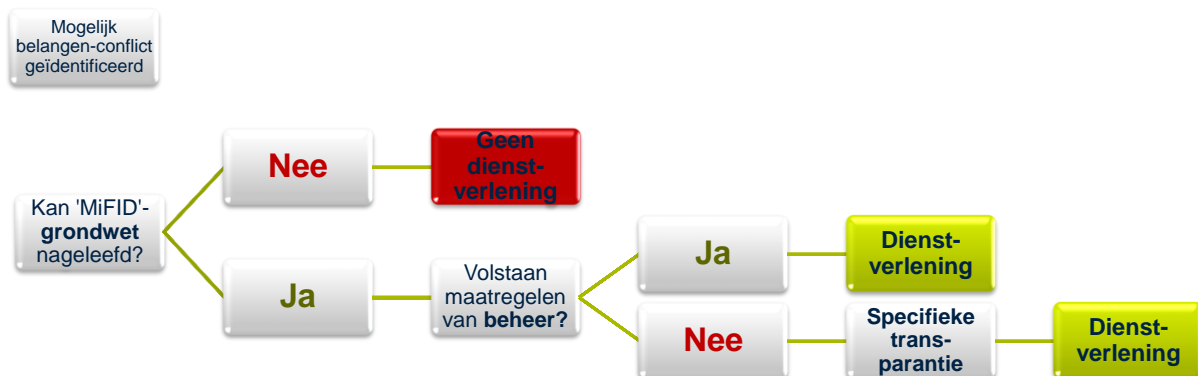 Mogelijk
belangen-conflict
geïdentificeerd
Nee
Geen
dienst-
verlening
Kan 'MiFID'-
grondwet
nageleefd?
Ja
Volstaan
maatregelen
van beheer?
Ja
Dienst-
verlening
Nee
Specifieke
trans-
parantie
Dienst-
verlening